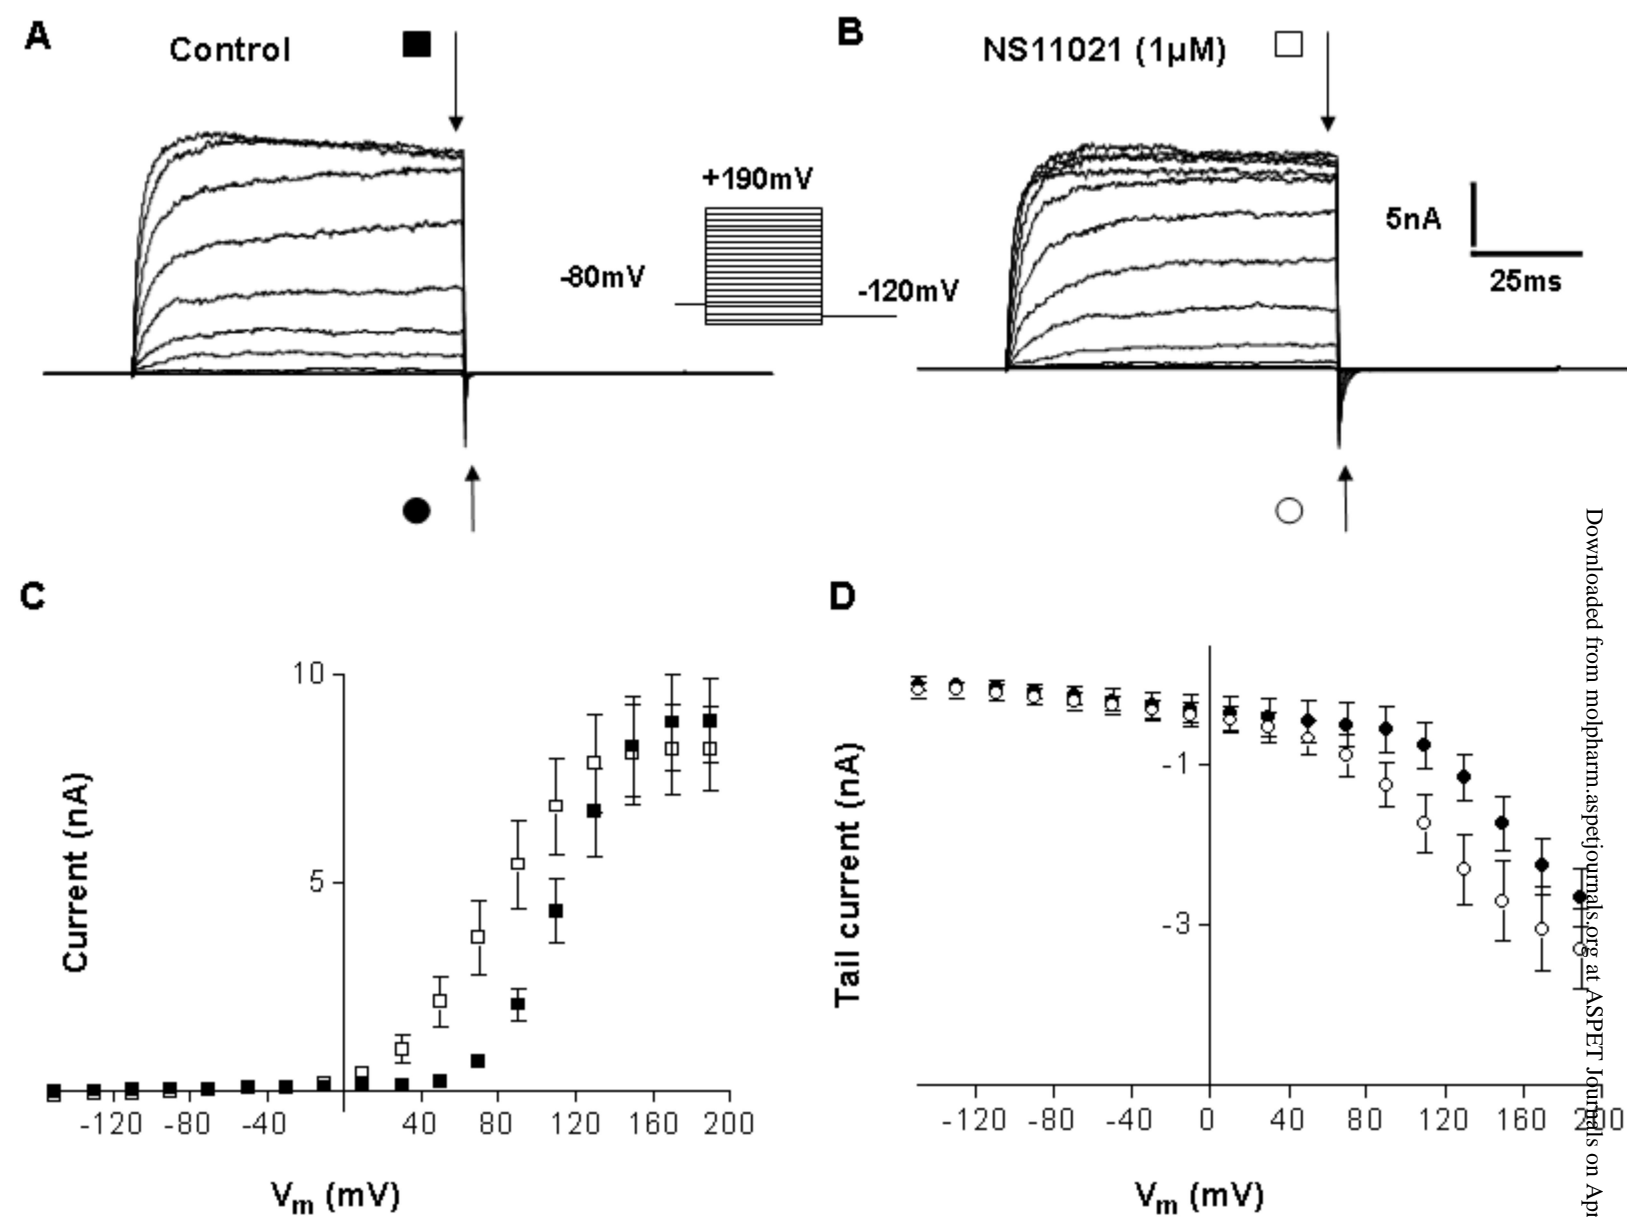 A
Control
B
NS11021 (1µM)
+190mV
-80mV
-120mV
5nA
25ms
C
10
5
Current (nA)
-120 -80 -40 40 80 120 160 200
Vm (mV)
D
-1
-3
Tail current (nA)
-120 -80 -40 0 40 80 120 160 200
Vm (mV)
Downloaded from molpharm.aspetjournals.org at ASPET Journals on Apr